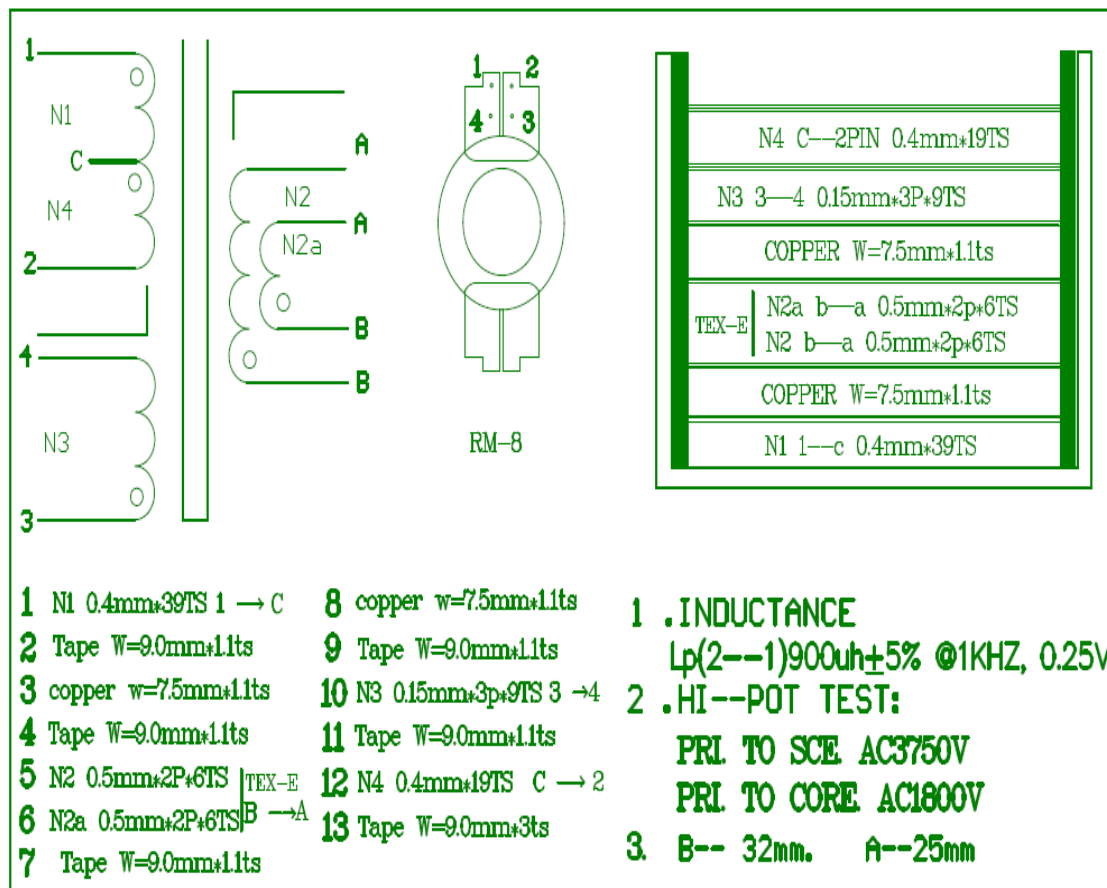 1
N1
C
N4
2
4
N3
3
A
N2
A
N2a
B
B
1 2
4 3
RM-8
N4 C--2PIN 0.4mm*19TS
N3 3—4 0.15mm*3P*9TS
COPPER W=7.5mm*1.1ts
TEX-E
N2a b—a 0.5mm*2p*6TS
N2 b—a 0.5mm*2p*6TS
COPPER W=7.5mm*1.1ts
N1 1--c 0.4mm*39TS
1 N1 0.4mm*39TS 1 → C
2 Tape W=9.0mm*1.1ts
3 copper w=7.5mm*1.1ts
4 Tape W=9.0mm*1.1ts
5 N2 0.5mm*2P*6TS
6 N2a 0.5mm*2P*6TS
TEX-E
B → A
7 Tape W=9.0mm*1.1ts
8 copper w=7.5mm*1.1ts
9 Tape W=9.0mm*1.1ts
10 N3 0.15mm*3p*9TS 3 →4
11 Tape W=9.0mm*1.1ts
12 N4 0.4mm*19TS C → 2
13 Tape W=9.0mm*3ts
1 .INDUCTANCE
Lp(2--1)900uh±5% @1KHZ, 0.25V
2 .HI--POT TEST:
PRI. TO SCE. AC3750V
PRI. TO CORE. AC1800V
3. B-- 32mm. A--25mm